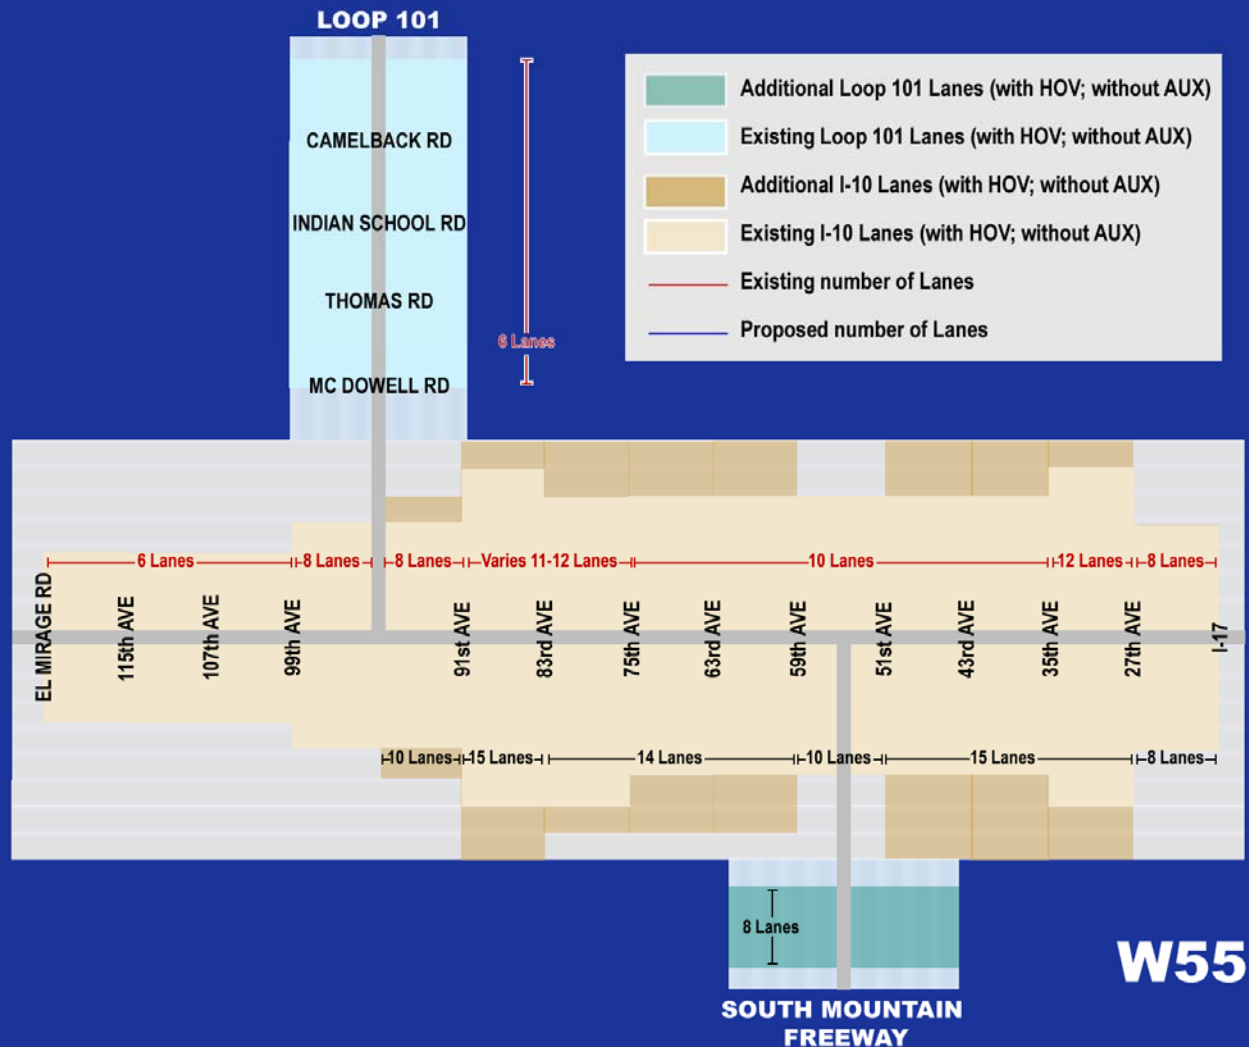 LOOP 101
CAMELBACK RD
INDIAN SCHOOL RD
THOMAS RD
MC DOWELL RD
6 Lanes
Additional Loop 101 Lanes (with HOV; without AUX)
Existing Loop 101 Lanes (with HOV; without AUX)
Additional I-10 Lanes (with HOV; without AUX)
Existing I-10 Lanes (with HOV; without AUX)
Existing number of Lanes
Proposed number of Lanes
6 Lanes
8 Lanes
8 Lanes
Varies 11-12 Lanes
10 Lanes
12 Lanes
8 Lanes
EL MIRAGE RD
115th AVE
107th AVE
99th AVE
91st AVE
83rd AVE
75th AVE
63rd AVE
59th AVE
51st AVE
43rd AVE
35th AVE
27th AVE
I-17
10 Lanes
15 Lanes
14 Lanes
10 Lanes
15 Lanes
8 Lanes
8 Lanes
W55
SOUTH MOUNTAIN
FREEWAY